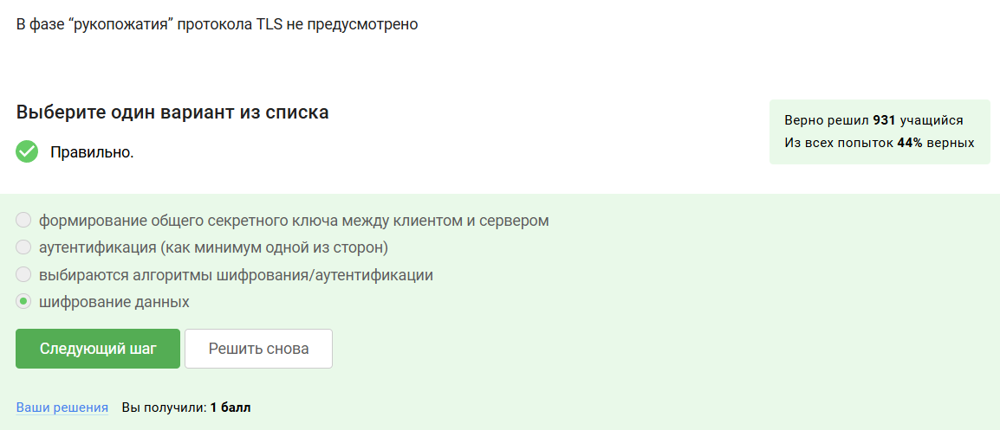 В фазе “рукопожатия” протокола TLS не предусмотрено
Выберите один вариант из списка
Правильно.
Верно решил 931 учащийся
Из всех попыток 44% верных
формирование общего секретного ключа между клиентом и сервером
аутентификация (как минимум одной из сторон)
выбираются алгоритмы шифрования/аутентификации
шифрование данных
Следующий шаг
Решить снова
Ваши решения
Вы получили: 1 балл